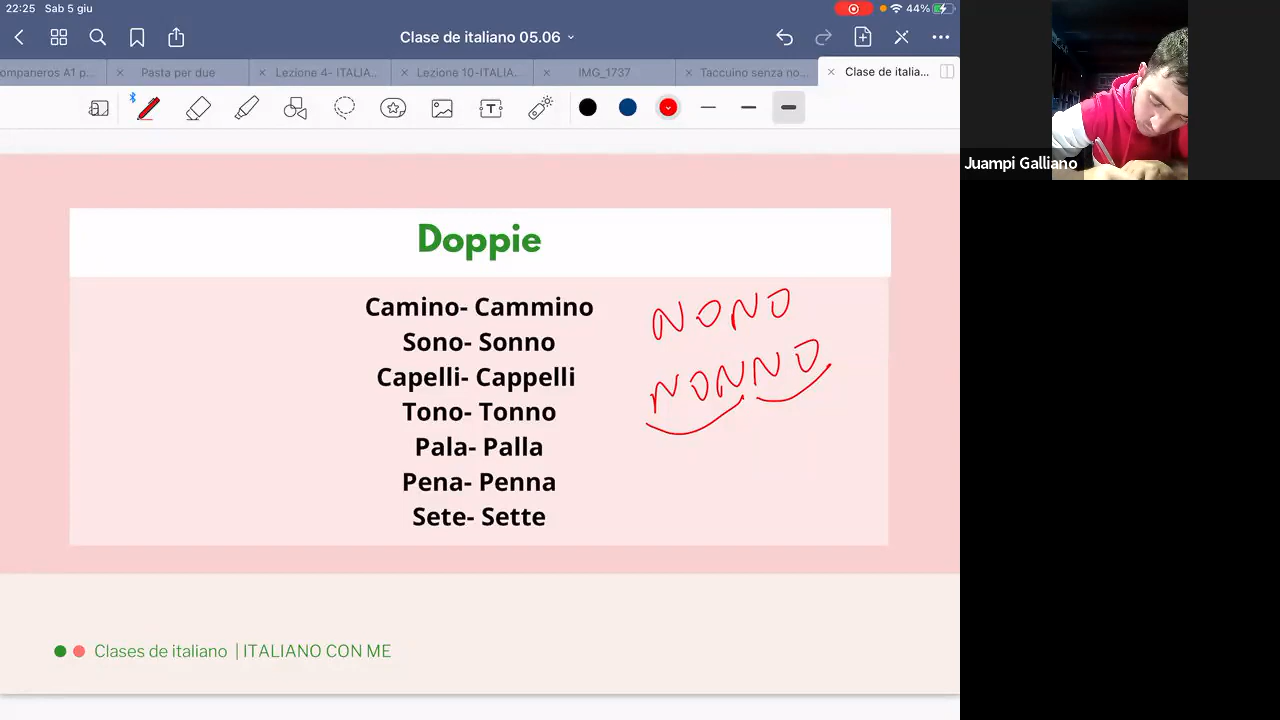 22:25 Sab 5 giu 44%
Clase de italiano 05.06
ompaneros A1 p... Pasta per due Lezione 4- ITALIA... Lezione 10-ITALIA... IMG_1737 Taccuino senza no... Clase de italia...
T
Juampi Galliano
Doppie
Camino- Cammino
Sono- Sonno
Capelli- Cappelli
Tono- Tonno
Pala- Palla
Pena- Penna
Sete- Sette
NONO
NONNO
Clases de italiano | ITALIANO CON ME